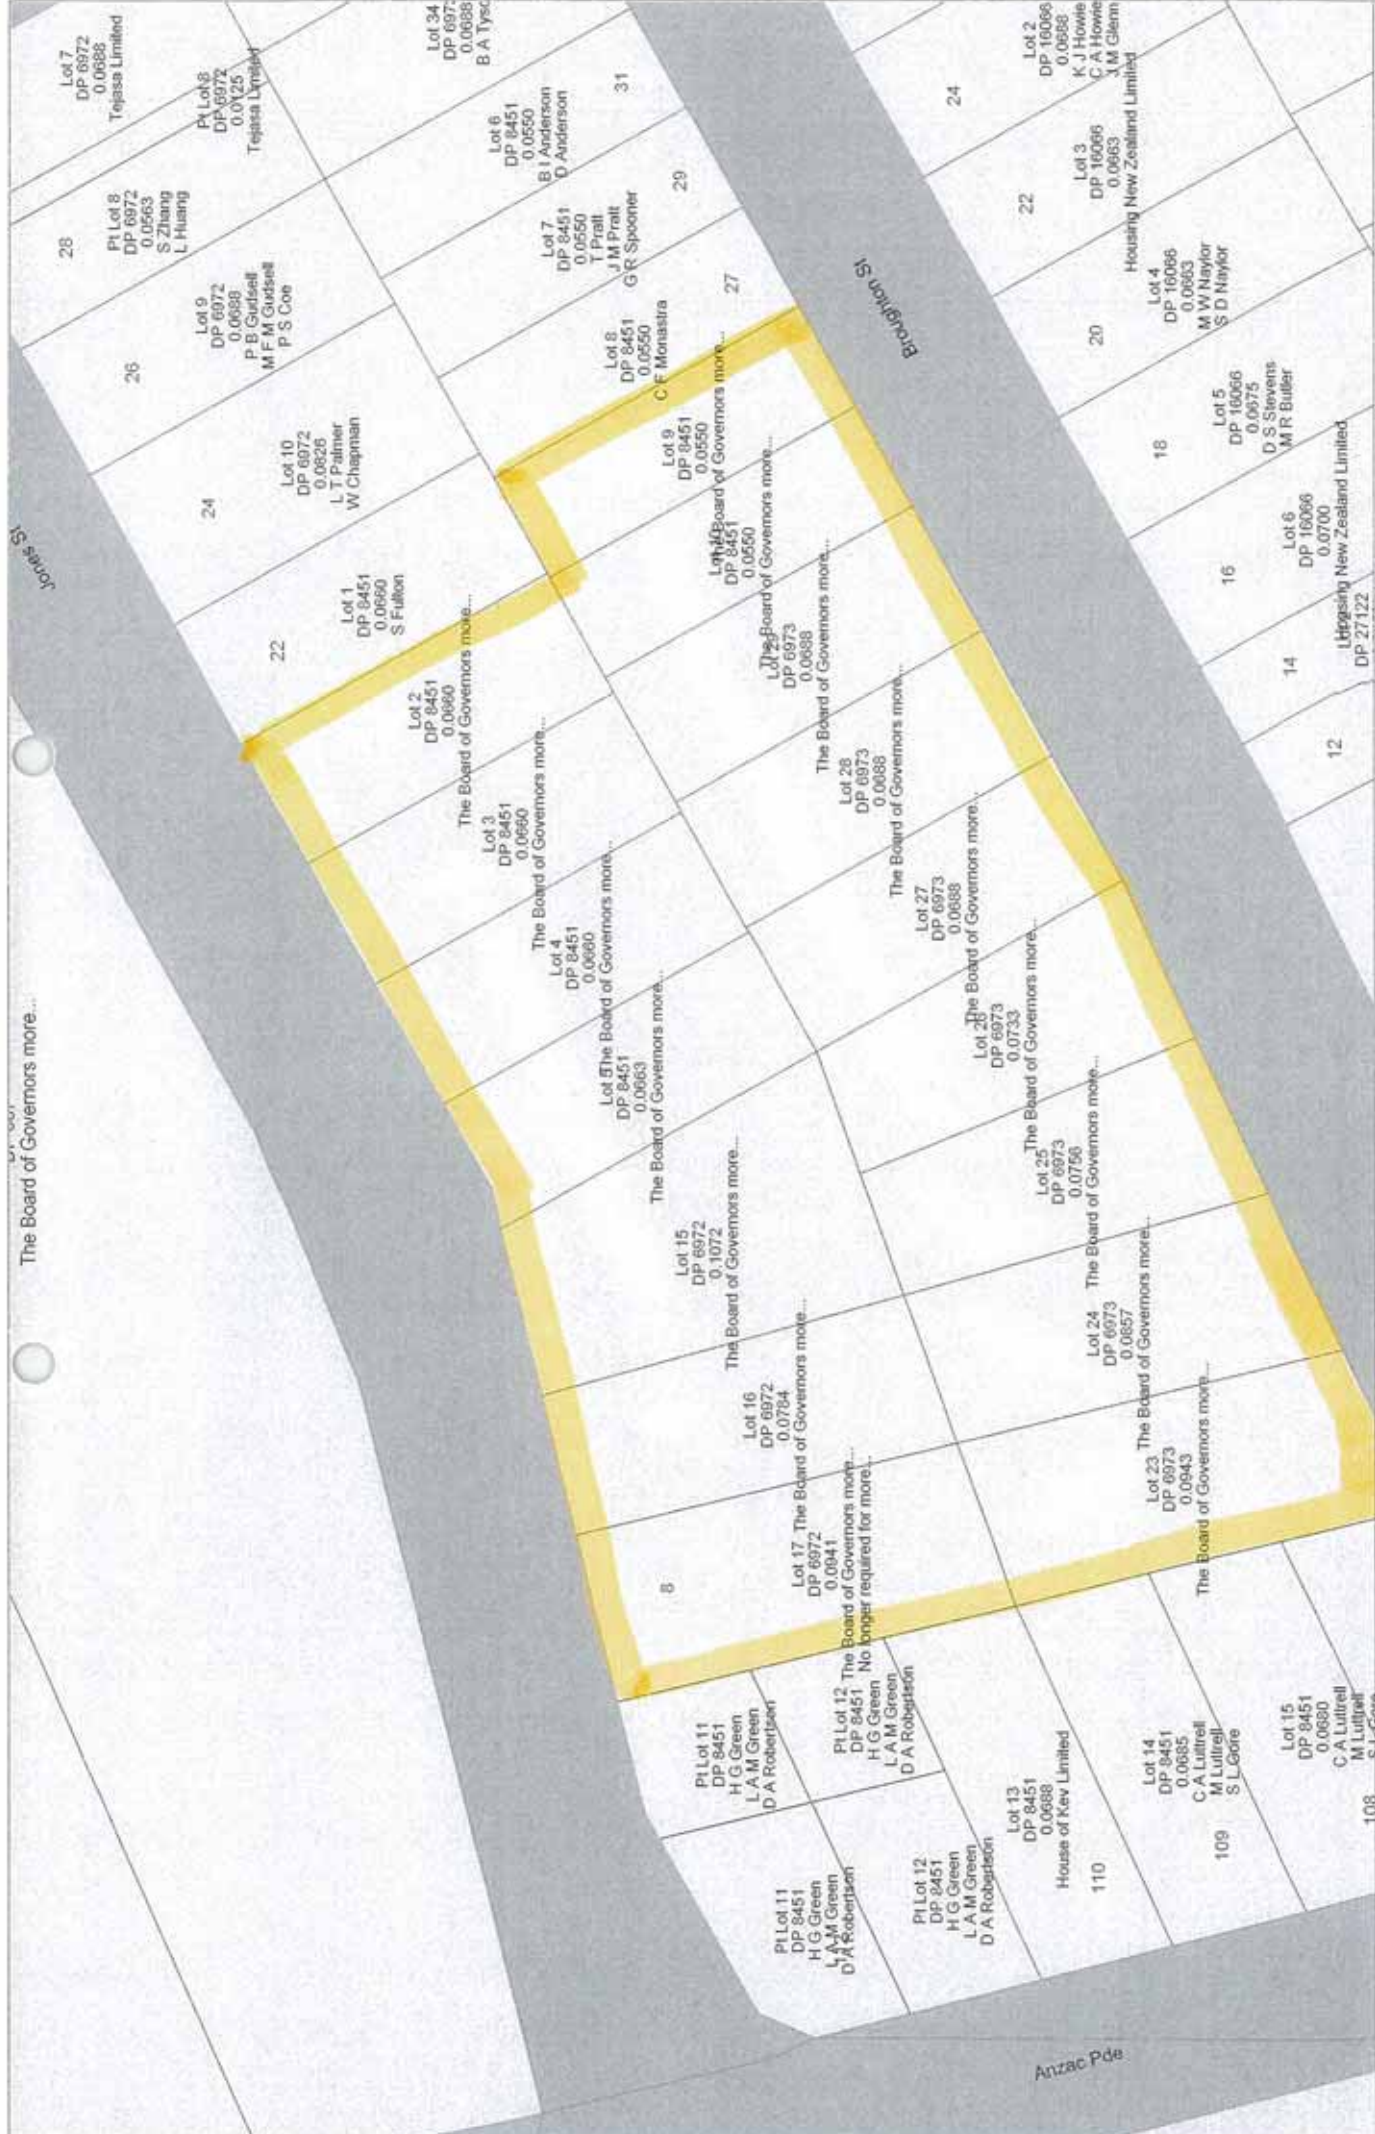 The Board of Governors more...
Jones St
Lot 7
DP 6972
0.0688
Tejasa Limited
Pt Lot 8
DP 6972
0.0125
Tejasa Limited
28
Pt Lot 8
DP 6972
0.0563
S Zhang
L Huang
26
Lot 9
DP 6972
0.0688
P B Gudsell
M F M Gudsell
P S Coe
24
Lot 10
DP 6972
0.0826
L T Palmer
W Chapman
22
Lot 1
DP 8451
0.0660
S Fulton
Lot 2
DP 8451
0.0660
The Board of Governors more...
Lot 3
DP 8451
0.0660
The Board of Governors more...
Lot 4
DP 8451
0.0660
The Board of Governors more...
Lot 5
DP 8451
0.0663
The Board of Governors more...
Lot 15
DP 6972
0.1072
The Board of Governors more...
Lot 16
DP 6972
0.0784
The Board of Governors more...
8
Lot 17
DP 6972
0.0941
The Board of Governors more...
No longer required for more...
Lot 34
DP 697
0.0688
B A Tyso
31
Lot 6
DP 8451
0.0550
B I Anderson
D Anderson
29
Lot 7
DP 8451
0.0550
T Pratt
J M Pratt
G R Spooner
27
Lot 8
DP 8451
0.0550
C F Monastra
Lot 9
DP 8451
0.0550
The Board of Governors more...
Lot 10
DP 8451
0.0550
The Board of Governors more...
Lot 29
DP 6973
0.0688
The Board of Governors more...
Lot 28
DP 6973
0.0688
The Board of Governors more...
Lot 27
DP 6973
0.0688
The Board of Governors more...
Lot 26
DP 6973
0.0733
The Board of Governors more...
Lot 25
DP 6973
0.0756
The Board of Governors more...
Lot 24
DP 6973
0.0857
The Board of Governors more...
Lot 23
DP 6973
0.0943
The Board of Governors more...
Broughton St
24
Lot 2
DP 16066
0.0688
K J Howie
C A Howie
J M Glenn
22
Lot 3
DP 16066
0.0663
Housing New Zealand Limited
20
Lot 4
DP 16066
0.0663
M W Naylor
S D Naylor
18
Lot 5
DP 16066
0.0675
D S Stevens
M R Butler
16
Lot 6
DP 16066
0.0700
Housing New Zealand Limited
14
DP 27122
12
Pt Lot 11
DP 8451
H G Green
L A M Green
D A Robertson
Pt Lot 12
DP 8451
H G Green
L A M Green
D A Robertson
Pt Lot 11
DP 8451
H G Green
L A M Green
D A Robertson
Pt Lot 12
DP 8451
H G Green
L A M Green
D A Robertson
Lot 13
DP 8451
0.0688
House of Kev Limited
110
Lot 14
DP 8451
0.0685
C A Luttrell
M Luttrell
S L Gore
109
Lot 15
DP 8451
0.0680
C A Luttrell
M Luttrell
108
Anzac Pde